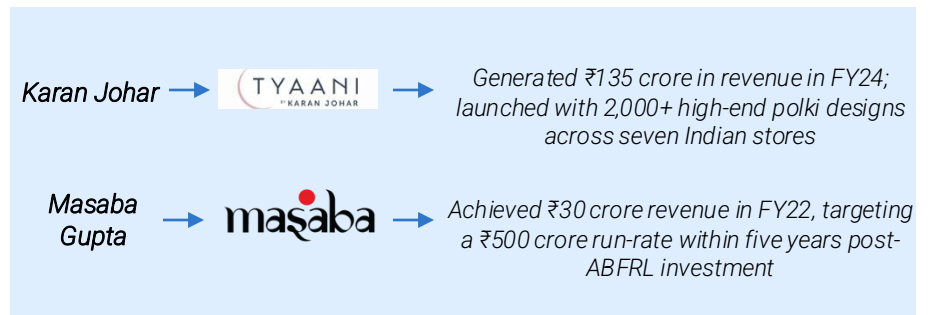 Karan Johar
TYAANI
BY KARAN JOHAR
Generated ₹135 crore in revenue in FY24;
launched with 2,000+ high-end polki designs
across seven Indian stores
Masaba
Gupta
masaba
Achieved ₹30 crore revenue in FY22, targeting
a ₹500 crore run-rate within five years post-
ABFRL investment